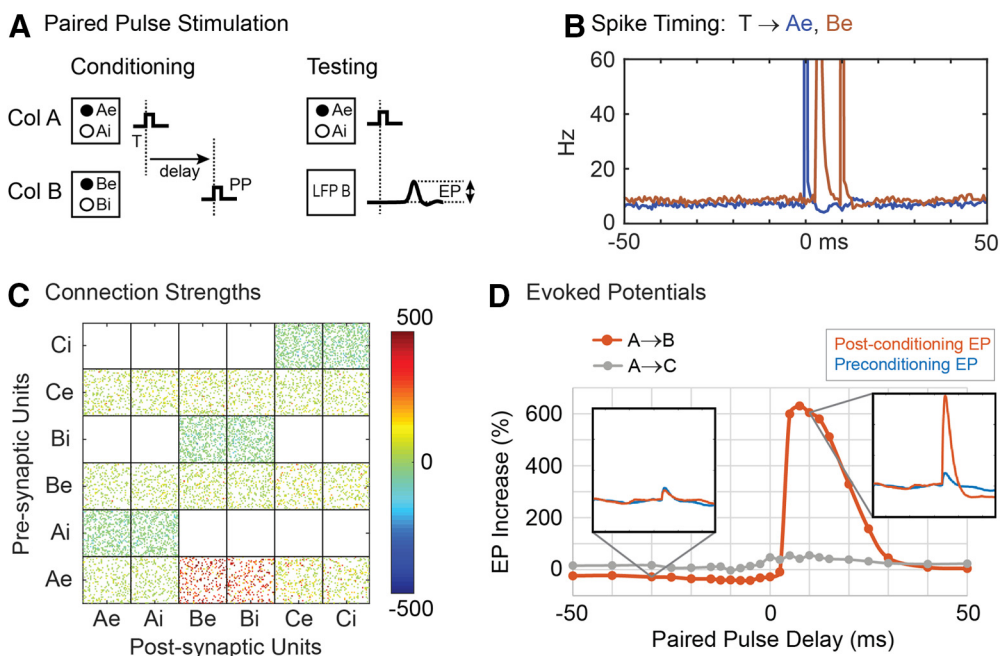 A Paired Pulse Stimulation
Conditioning Testing
Col A Ae Ai T Ae Ai
delay
Col B Be Bi PP LFP B EP
B Spike Timing: T → Ae, Be
Hz
60
40
20
0
-50 0 ms 50
C Connection Strengths
Pre-synaptic Units
Ci
Ce
Bi
Be
Ai
Ae
Ae Ai Be Bi Ce Ci
Post-synaptic Units
500
0
-500
D Evoked Potentials
A→B
A→C
Post-conditioning EP
Preconditioning EP
EP Increase (%)
600
400
200
0
-50 0 50
Paired Pulse Delay (ms)